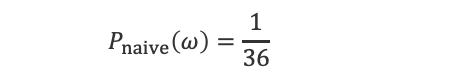 P_naive(ω) = 1/36